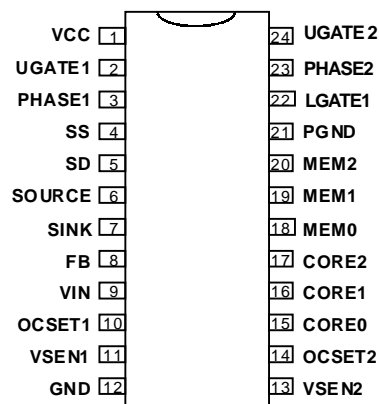 VCC 1 24 UGATE2
UGATE1 2 23 PHASE2
PHASE1 3 22 LGATE1
SS 4 21 PGND
SD 5 20 MEM2
SOURCE 6 19 MEM1
SINK 7 18 MEM0
FB 8 17 CORE2
VIN 9 16 CORE1
OCSET1 10 15 CORE0
VSEN1 11 14 OCSET2
GND 12 13 VSEN2